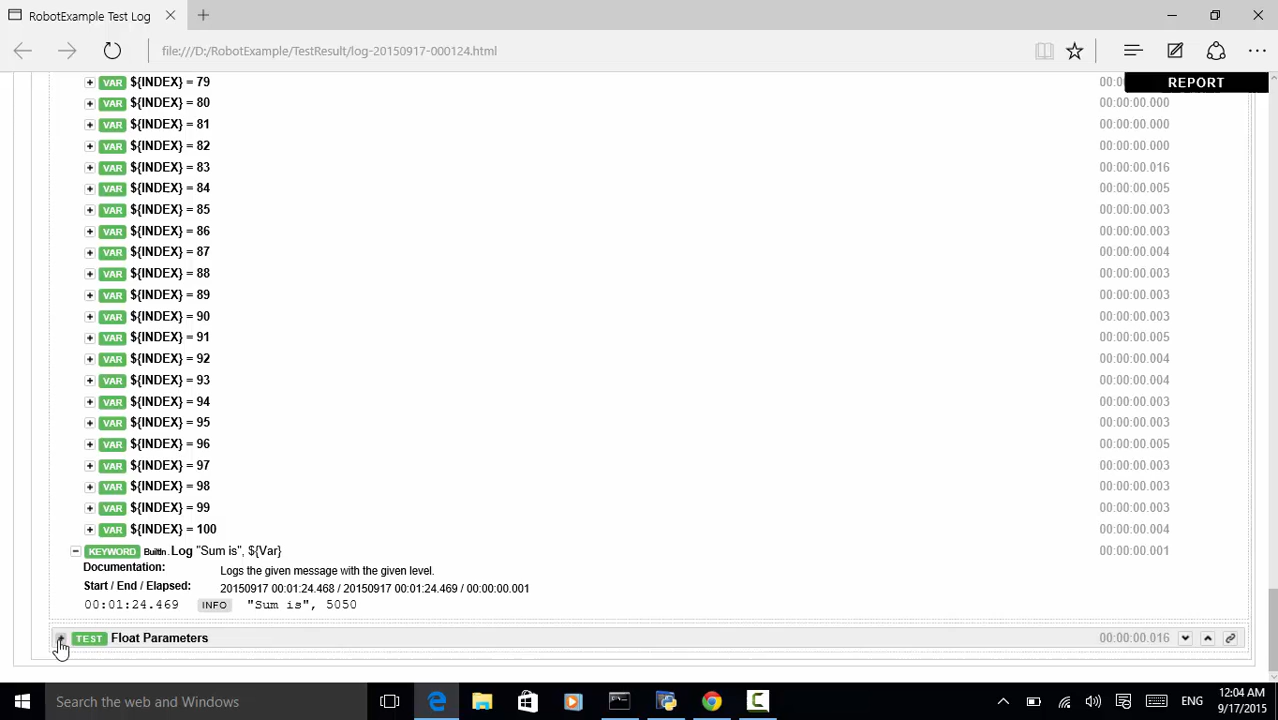 RobotExample Test Log
file:///D:/RobotExample/TestResult/log-20150917-000124.html
REPORT
VAR ${INDEX} = 79 00:0
VAR ${INDEX} = 80 00:00:00.000
VAR ${INDEX} = 81 00:00:00.000
VAR ${INDEX} = 82 00:00:00.000
VAR ${INDEX} = 83 00:00:00.016
VAR ${INDEX} = 84 00:00:00.005
VAR ${INDEX} = 85 00:00:00.003
VAR ${INDEX} = 86 00:00:00.003
VAR ${INDEX} = 87 00:00:00.004
VAR ${INDEX} = 88 00:00:00.003
VAR ${INDEX} = 89 00:00:00.003
VAR ${INDEX} = 90 00:00:00.003
VAR ${INDEX} = 91 00:00:00.005
VAR ${INDEX} = 92 00:00:00.004
VAR ${INDEX} = 93 00:00:00.004
VAR ${INDEX} = 94 00:00:00.003
VAR ${INDEX} = 95 00:00:00.003
VAR ${INDEX} = 96 00:00:00.005
VAR ${INDEX} = 97 00:00:00.003
VAR ${INDEX} = 98 00:00:00.003
VAR ${INDEX} = 99 00:00:00.003
VAR ${INDEX} = 100 00:00:00.004
KEYWORD BuiltIn.Log "Sum is", ${Var} 00:00:00.001
Documentation: Logs the given message with the given level.
Start / End / Elapsed: 20150917 00:01:24.468 / 20150917 00:01:24.469 / 00:00:00.001
00:01:24.469 INFO "Sum is", 5050
TEST Float Parameters 00:00:00.016
Search the web and Windows
ENG
12:04 AM
9/17/2015